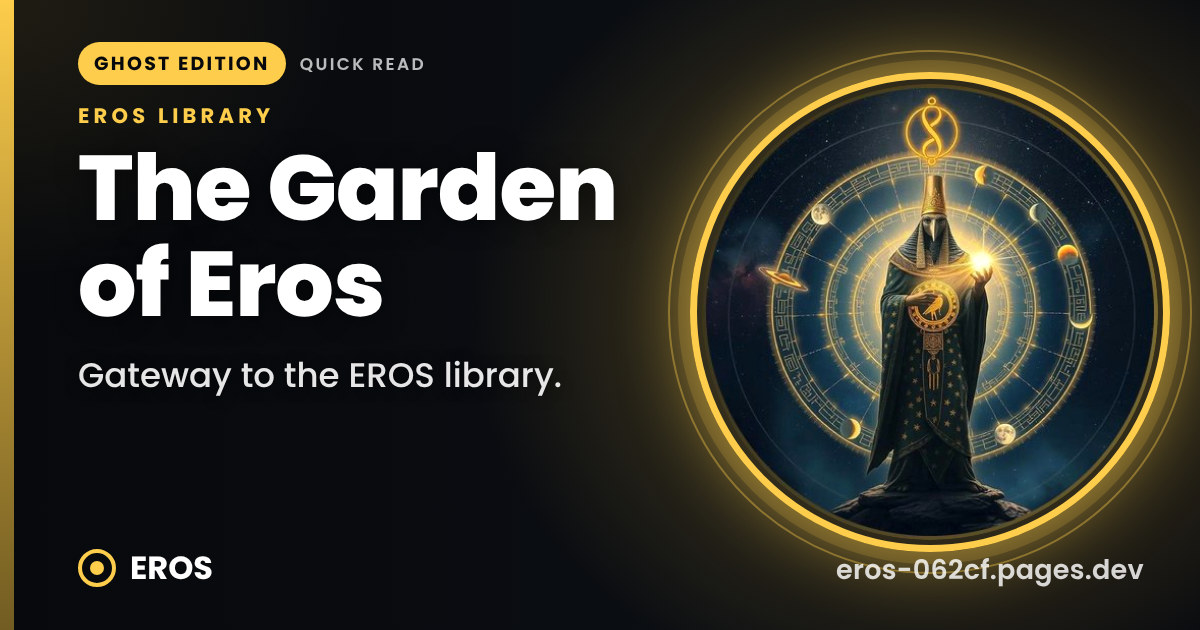 GHOST EDITION QUICK READ
EROS LIBRARY
The Garden
of Eros
Gateway to the EROS library.
EROS
eros-062cf.pages.dev